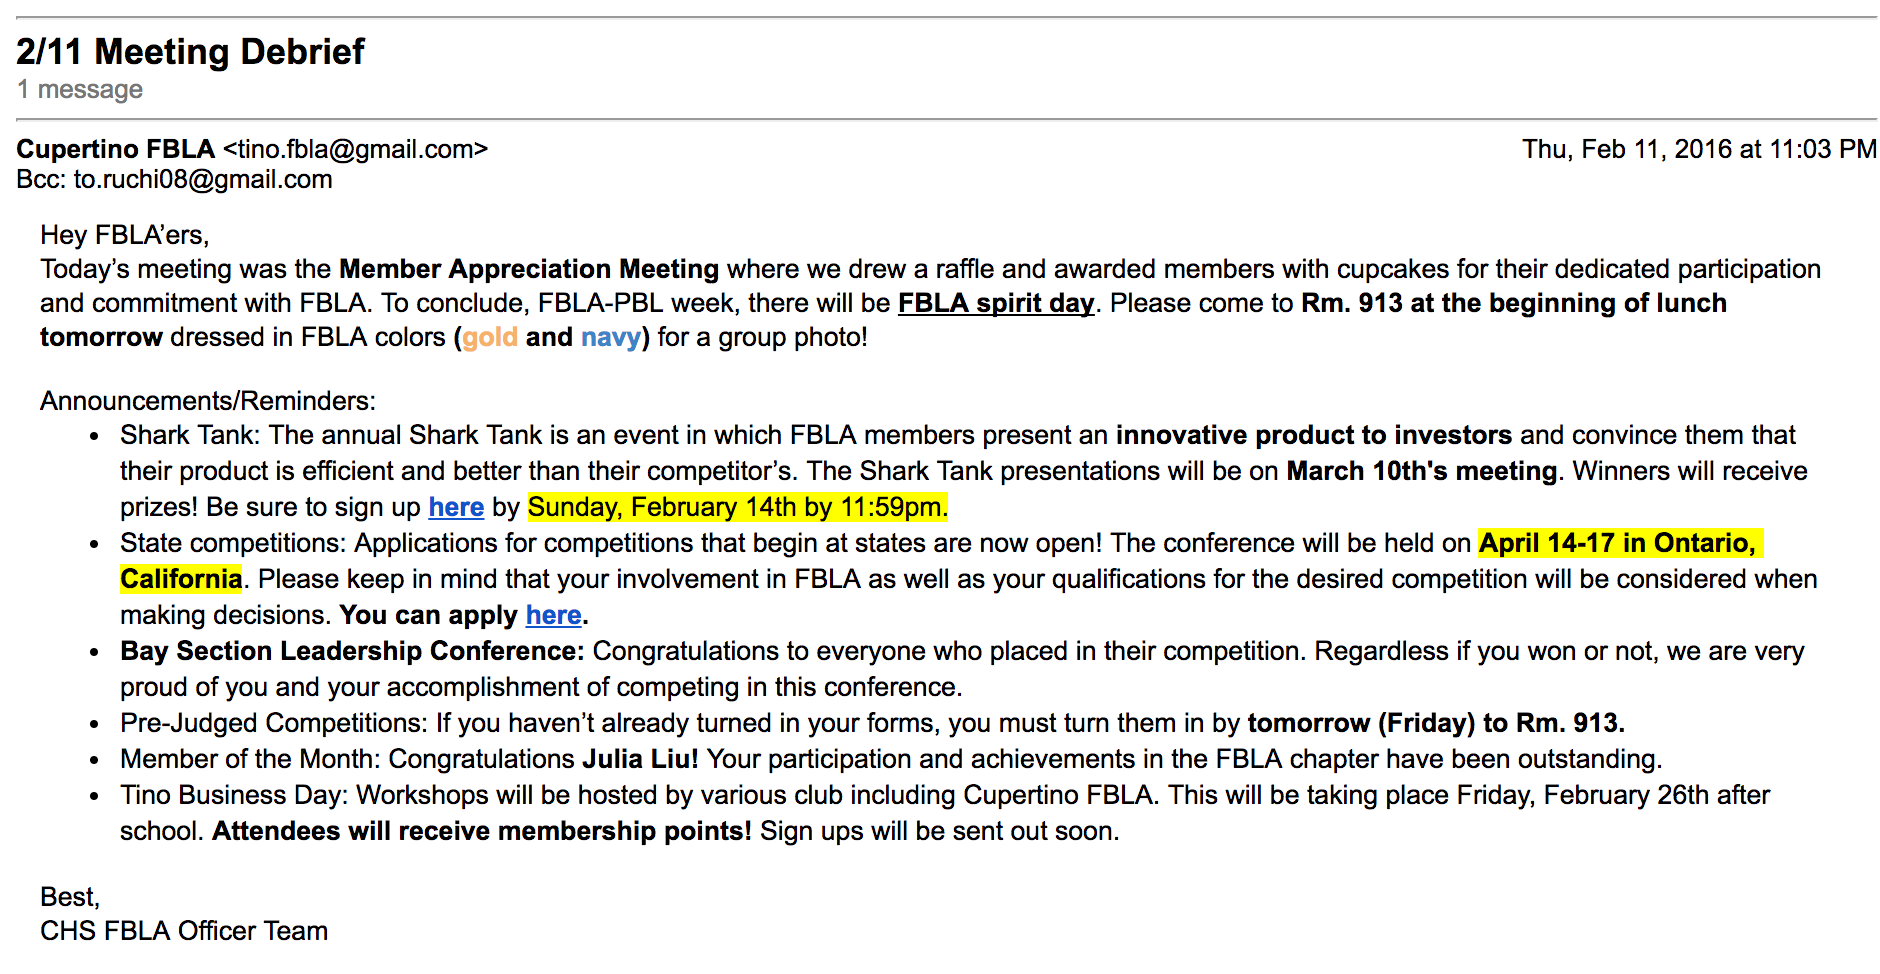 2/11 Meeting Debrief
1 message
Cupertino FBLA <tino.fbla@gmail.com>
Thu, Feb 11, 2016 at 11:03 PM
Bcc: to.ruchi08@gmail.com
Hey FBLA’ers,
Today’s meeting was the Member Appreciation Meeting where we drew a raffle and awarded members with cupcakes for their dedicated participation
and commitment with FBLA. To conclude, FBLA-PBL week, there will be FBLA spirit day. Please come to Rm. 913 at the beginning of lunch
tomorrow dressed in FBLA colors (gold and navy) for a group photo!
Announcements/Reminders:
• Shark Tank: The annual Shark Tank is an event in which FBLA members present an innovative product to investors and convince them that
their product is efficient and better than their competitor’s. The Shark Tank presentations will be on March 10th's meeting. Winners will receive
prizes! Be sure to sign up here by Sunday, February 14th by 11:59pm.
• State competitions: Applications for competitions that begin at states are now open! The conference will be held on April 14-17 in Ontario,
California. Please keep in mind that your involvement in FBLA as well as your qualifications for the desired competition will be considered when
making decisions. You can apply here.
• Bay Section Leadership Conference: Congratulations to everyone who placed in their competition. Regardless if you won or not, we are very
proud of you and your accomplishment of competing in this conference.
• Pre-Judged Competitions: If you haven’t already turned in your forms, you must turn them in by tomorrow (Friday) to Rm. 913.
• Member of the Month: Congratulations Julia Liu! Your participation and achievements in the FBLA chapter have been outstanding.
• Tino Business Day: Workshops will be hosted by various club including Cupertino FBLA. This will be taking place Friday, February 26th after
school. Attendees will receive membership points! Sign ups will be sent out soon.
Best,
CHS FBLA Officer Team